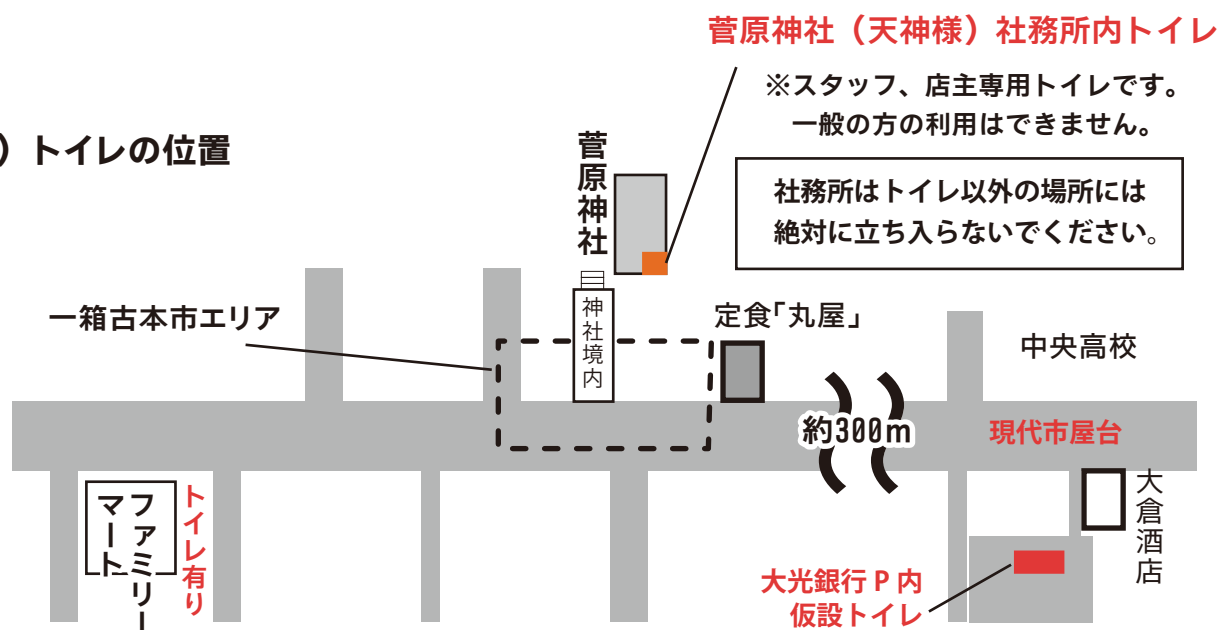 菅原神社（天神様）社務所内トイレ
※スタッフ、店主専用トイレです。
一般の方の利用はできません。
）トイレの位置
菅原神社
社務所はトイレ以外の場所には
絶対に立ち入らないでください。
一箱古本市エリア
神社境内
定食「丸屋」
中央高校
約300m
現代市屋台
ファミリー
マート
トイレ有り
大倉酒店
大光銀行 P 内
仮設トイレ